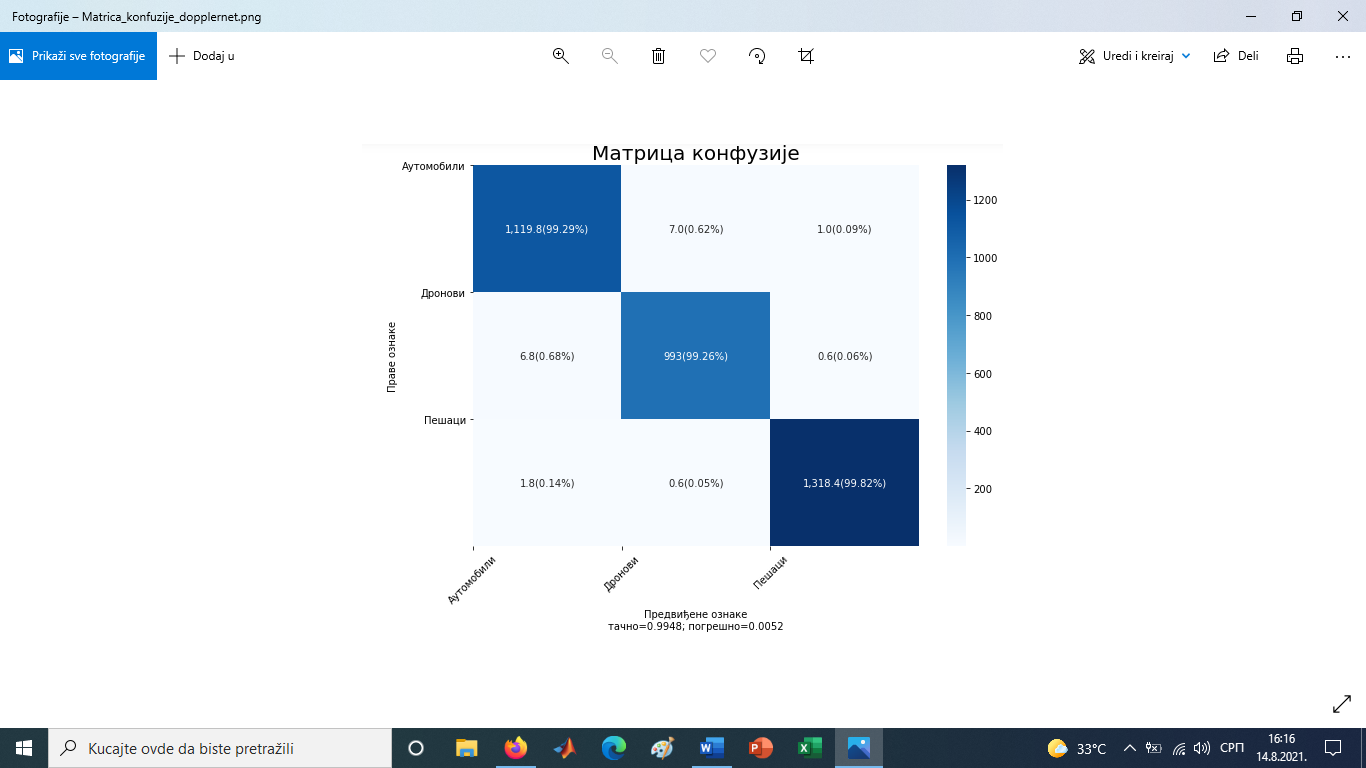 Fotografije – Matrica_konfuzije_dopplernet.png
Prikaži sve fotografije
Dodaj u
Uredi i kreiraj
Deli
Матрица конфузије
Аутомобили
1,119.8(99.29%) 7.0(0.62%) 1.0(0.09%)
Дронови
6.8(0.68%) 993(99.26%) 0.6(0.06%)
Пешаци
1.8(0.14%) 0.6(0.05%) 1,318.4(99.82%)
Праве ознаке
1200
1000
800
600
400
200
Аутомобили Дронови Пешаци
Предвиђене ознаке
тачно=0.9948; погрешно=0.0052
Kucajte ovde da biste pretražili
33°C
СРП
16:16
14.8.2021.